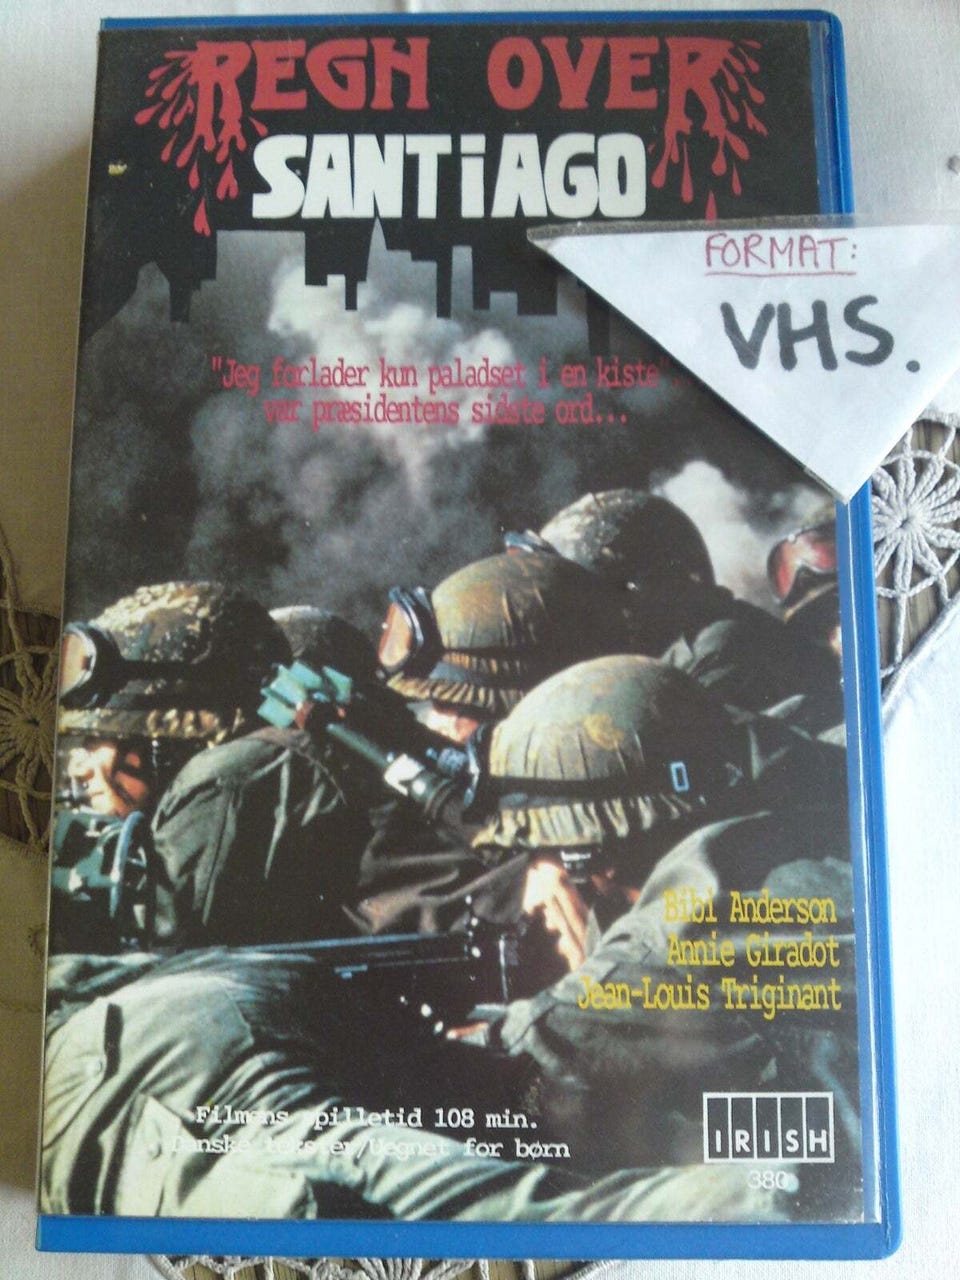 REGN OVER
SANTiAGO
FORMAT:
VHS.
"Jeg forlader kun paladset i en kiste"...
var præsidentens sidste ord...
Bibi Anderson
Annie Giradot
Jean-Louis Triginant
Filmens spilletid 108 min.
Danske tekster/Uegnet for børn
IRISH
380